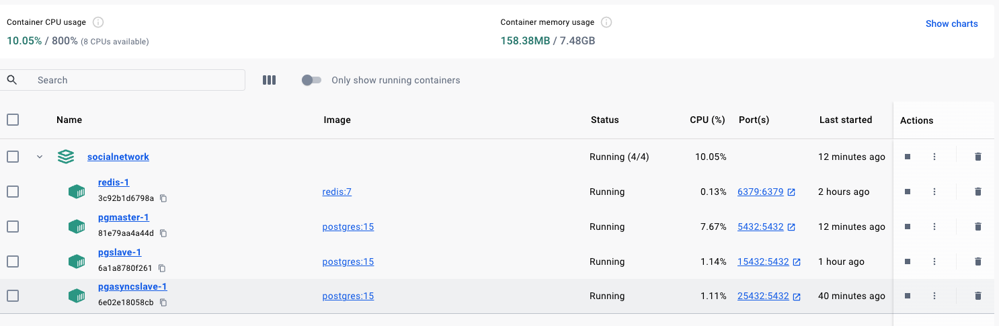 Container CPU usage
10.05% / 800% (8 CPUs available)
Container memory usage
158.38MB / 7.48GB
Show charts
Search
Only show running containers
Name Image Status CPU (%) Port(s) Last started Actions
socialnetwork Running (4/4) 10.05% 12 minutes ago
redis-1
3c92b1d6798a redis:7 Running 0.13% 6379:6379 2 hours ago
pgmaster-1
81e79aa4a44d postgres:15 Running 7.67% 5432:5432 12 minutes ago
pgslave-1
6a1a8780f261 postgres:15 Running 1.14% 15432:5432 1 hour ago
pgasyncslave-1
6e02e18058cb postgres:15 Running 1.11% 25432:5432 40 minutes ago